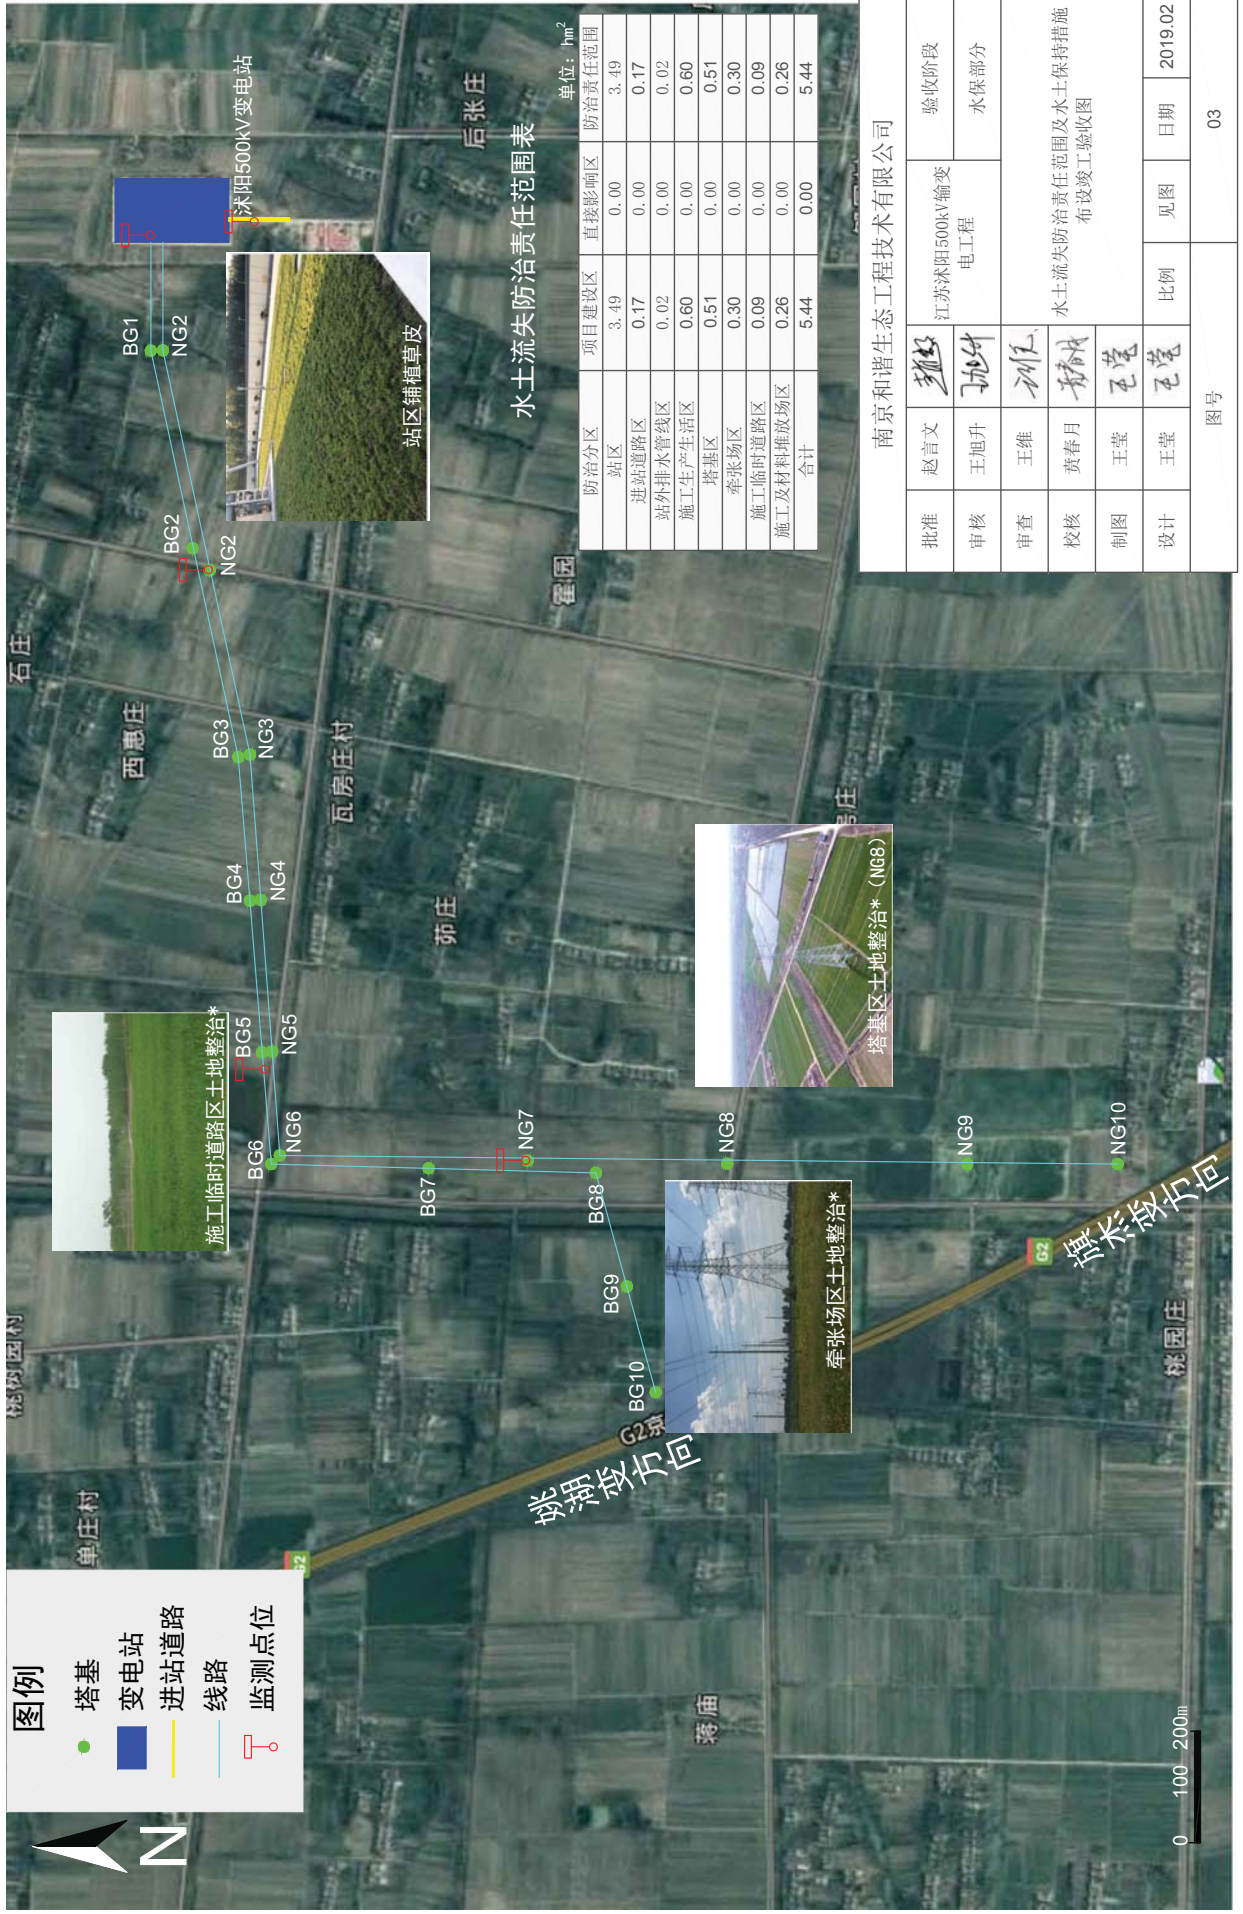 图例
塔基
变电站
进站道路
线路
监测点位
N
0 100 200m
单庄村
桃树园村
西惠庄
石庄
瓦房庄村
茆庄
霍园
后张庄
蒋庙
桃园庄
房庄
G2
G2京
G2
姚湖变方向
旗杰变方向
沭阳500kV变电站
BG1
NG2
BG2
NG2
BG3
NG3
BG4
NG4
BG5
NG5
BG6
NG6
BG7
NG7
BG8
NG8
BG9
NG9
BG10
NG10
施工临时道路区土地整治*
站区铺植草皮
塔基区土地整治* (NG8)
牵张场区土地整治*
水土流失防治责任范围表
单位：hm²
防治分区 项目建设区 直接影响区 防治责任范围
站区 3.49 0.00 3.49
进站道路区 0.17 0.00 0.17
站外排水管线区 0.02 0.00 0.02
施工生产生活区 0.60 0.00 0.60
塔基区 0.51 0.00 0.51
牵张场区 0.30 0.00 0.30
施工临时道路区 0.09 0.00 0.09
施工及材料堆放场区 0.26 0.00 0.26
合计 5.44 0.00 5.44
南京和谐生态工程技术有限公司
批准 赵言文 江苏沭阳500kV输变 验收阶段
审核 王旭升 电工程 水保部分
审查 王维
校核 贲春月 水土流失防治责任范围及水土保持措施
制图 王莹 布设竣工验收图
设计 王莹 比例 见图 日期 2019.02
图号 03